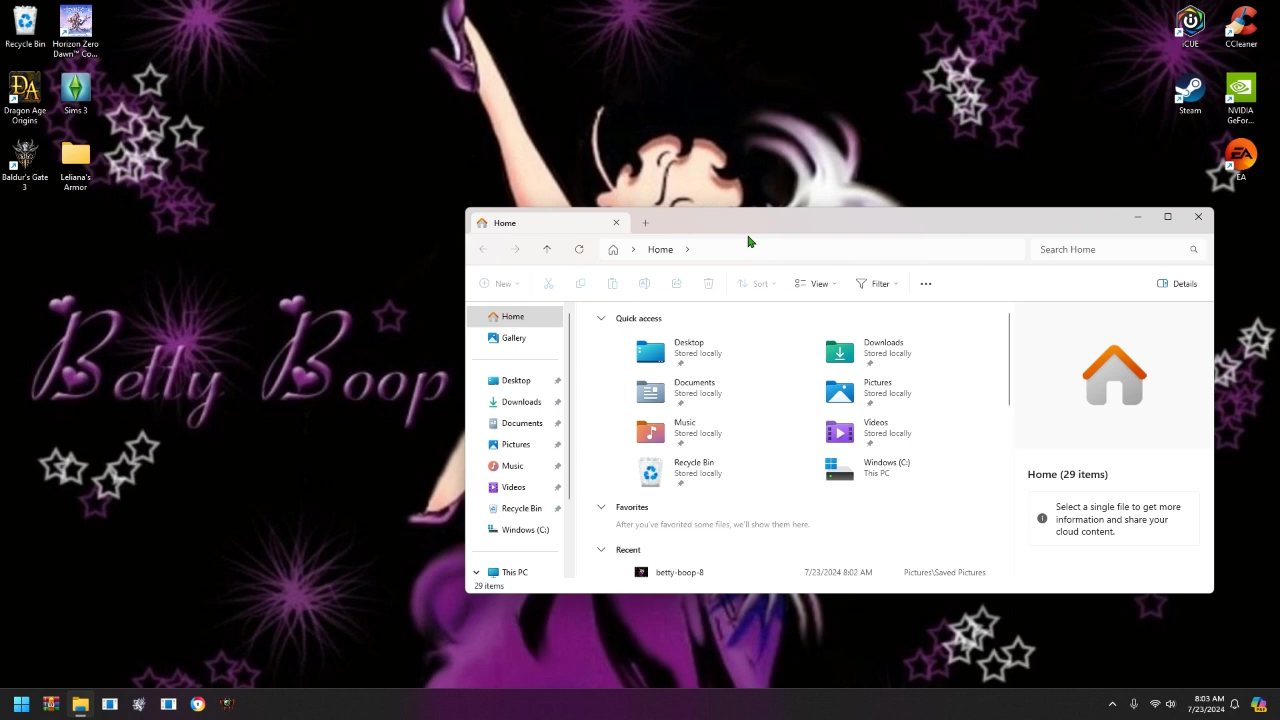 Recycle Bin
Horizon Zero
Dawn™ Co...
Dragon Age
Origins
Sims 3
Baldur's Gate
3
Leliana's
Armor
iCUE
CCleaner
Steam
NVIDIA
GeFor...
EA
EA
Betty Boop
Home
Home
Search Home
New
Sort
View
Filter
Details
Home
Gallery
Desktop
Downloads
Documents
Pictures
Music
Videos
Recycle Bin
Windows (C:)
This PC
29 items
Quick access
Desktop
Stored locally
Downloads
Stored locally
Documents
Stored locally
Pictures
Stored locally
Music
Stored locally
Videos
Stored locally
Recycle Bin
Stored locally
Windows (C:)
This PC
Favorites
After you've favorited some files, we'll show them here.
Recent
betty-boop-8 7/23/2024 8:02 AM Pictures\Saved Pictures
Home (29 items)
Select a single file to get more
information and share your
cloud content.
8:03 AM
7/23/2024